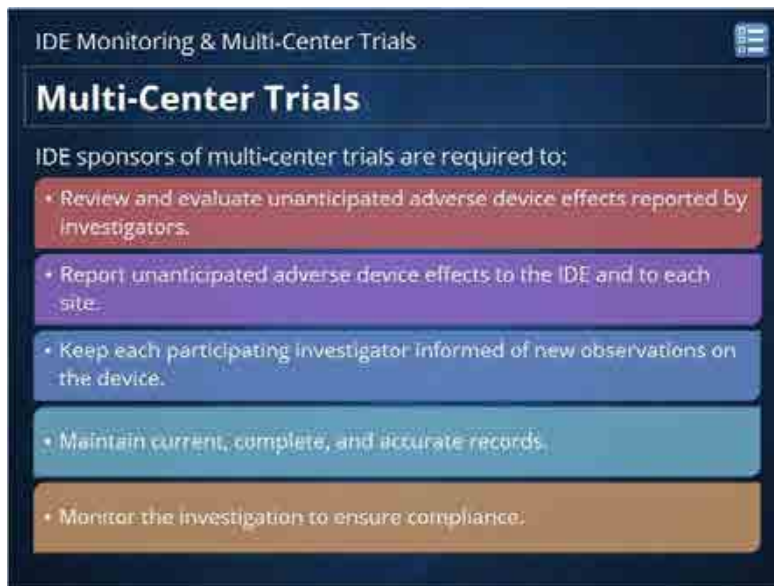 IDE Monitoring & Multi-Center Trials
Multi-Center Trials
IDE sponsors of multi-center trials are required to:
• Review and evaluate unanticipated adverse device effects reported by
investigators.
• Report unanticipated adverse device effects to the IDE and to each
site.
• Keep each participating investigator informed of new observations on
the device.
• Maintain current, complete, and accurate records.
• Monitor the investigation to ensure compliance.